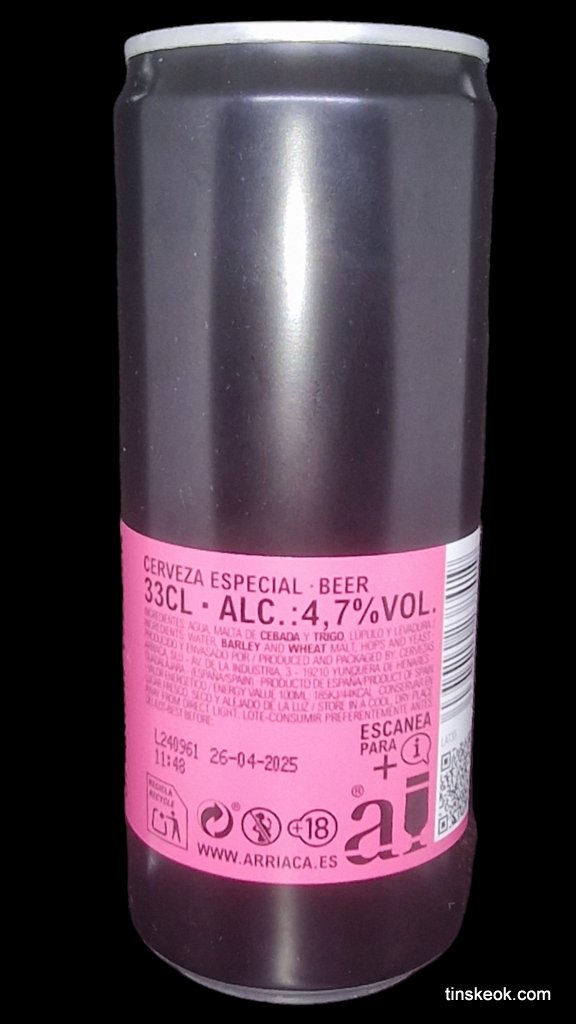 CERVEZA ESPECIAL · BEER
33CL · ALC.:4,7%VOL.
INGREDIENTES: AGUA, MALTA DE CEBADA Y TRIGO, LÚPULO Y LEVADURA /
INGREDIENTS: WATER, BARLEY AND WHEAT MALT, HOPS AND YEAST.
PRODUCIDO Y ENVASADO POR / PRODUCED AND PACKAGED BY: CERVEZAS
ARRIACA, - AV. DE LA INDUSTRIA, 3 - 19210 YUNQUERA DE HENARES -
GUADALAJARA - ESPAÑA/SPAIN - PRODUCTO DE ESPAÑA/PRODUCT OF SPAIN
VALOR ENERGÉTICO / ENERGY VALUE 100ML: 185KJ/44KCAL. CONSERVAR EN
LUGAR FRESCO, SECO Y ALEJADO DE LA LUZ / STORE IN A COOL, DRY PLACE
AWAY FROM DIRECT LIGHT. LOTE-CONSUMIR PREFERENTEMENTE ANTES
BEST BEFORE:
L240961 26-04-2025
11:48
ESCANEA
PARA
+ i
RECICLA
RECYCLE
+18
ai
WWW.ARRIACA.ES
tinskeok.com